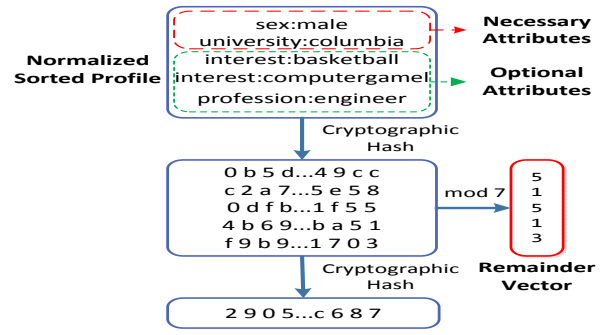 sex:male
university:columbia
Necessary
Attributes
Normalized
Sorted Profile
interest:basketball
interest:computergamel
profession:engineer
Optional
Attributes
Cryptographic
Hash
0 b 5 d...4 9 c c
c 2 a 7...5 e 5 8
0 d f b...1 f 5 5
4 b 6 9...b a 5 1
f 9 b 9...1 7 0 3
mod 7
5
1
5
1
3
Cryptographic
Hash
Remainder
Vector
2 9 0 5...c 6 8 7